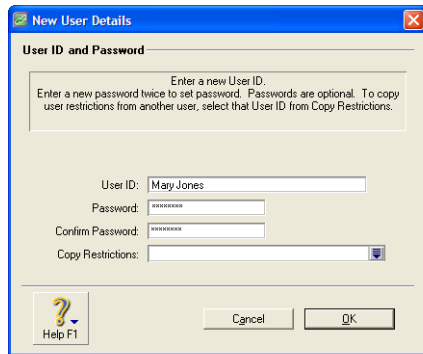 New User Details
User ID and Password
Enter a new User ID.
Enter a new password twice to set password. Passwords are optional. To copy
user restrictions from another user, select that User ID from Copy Restrictions.
User ID: Mary Jones
Password: ********
Confirm Password: ********
Copy Restrictions:
Help F1
Cancel
OK